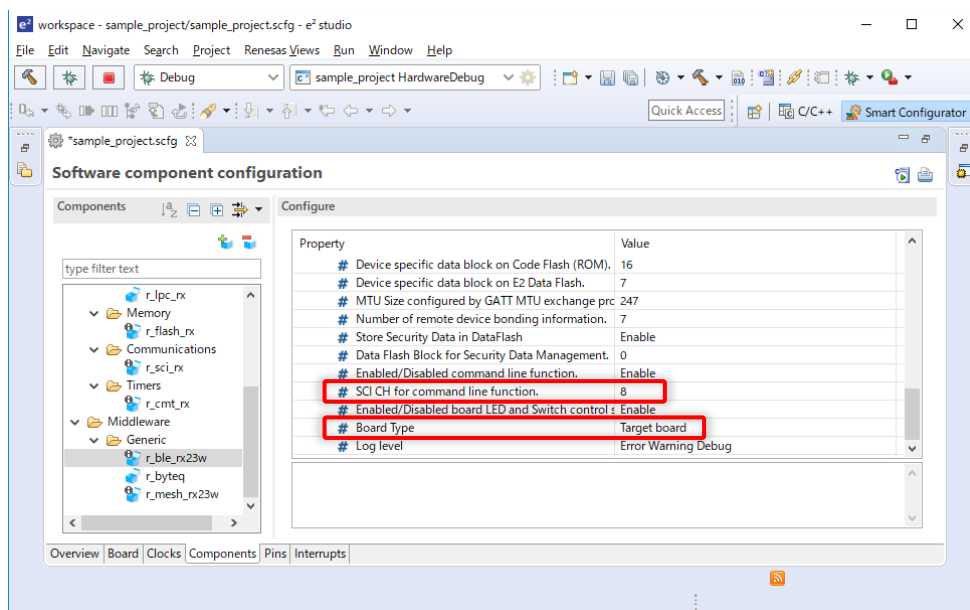 e² workspace - sample_project/sample_project.scfg - e² studio
File Edit Navigate Search Project Renesas Views Run Window Help
Debug sample_project HardwareDebug
Quick Access C/C++ Smart Configurator
*sample_project.scfg
Software component configuration
Components Configure
type filter text
r_lpc_rx
Memory
r_flash_rx
Communications
r_sci_rx
Timers
r_cmt_rx
Middleware
Generic
r_ble_rx23w
r_byteq
r_mesh_rx23w
Property Value
# Device specific data block on Code Flash (ROM). 16
# Device specific data block on E2 Data Flash. 7
# MTU Size configured by GATT MTU exchange prc 247
# Number of remote device bonding information. 7
# Store Security Data in DataFlash Enable
# Data Flash Block for Security Data Management. 0
# Enabled/Disabled command line function. Enable
# SCI CH for command line function. 8
# Enabled/Disabled board LED and Switch control s Enable
# Board Type Target board
# Log level Error Warning Debug
Overview Board Clocks Components Pins Interrupts